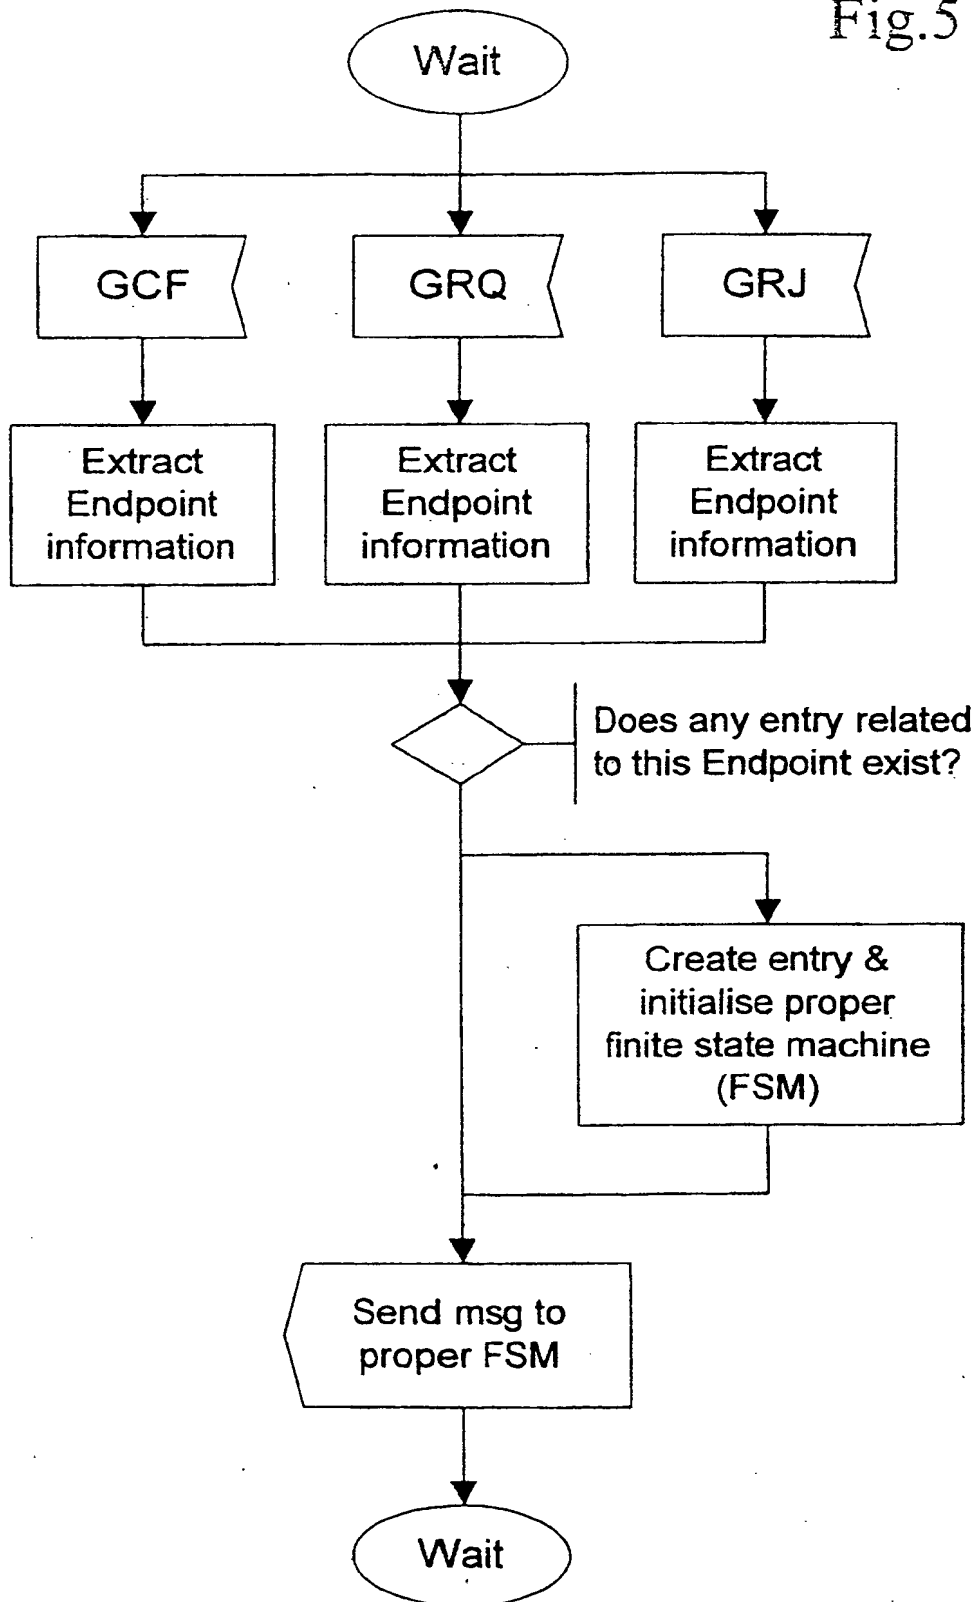 Fig.5
Wait
GCF
GRQ
GRJ
Extract
Endpoint
information
Extract
Endpoint
information
Extract
Endpoint
information
Does any entry related
to this Endpoint exist?
Create entry &
initialise proper
finite state machine
(FSM)
Send msg to
proper FSM
Wait